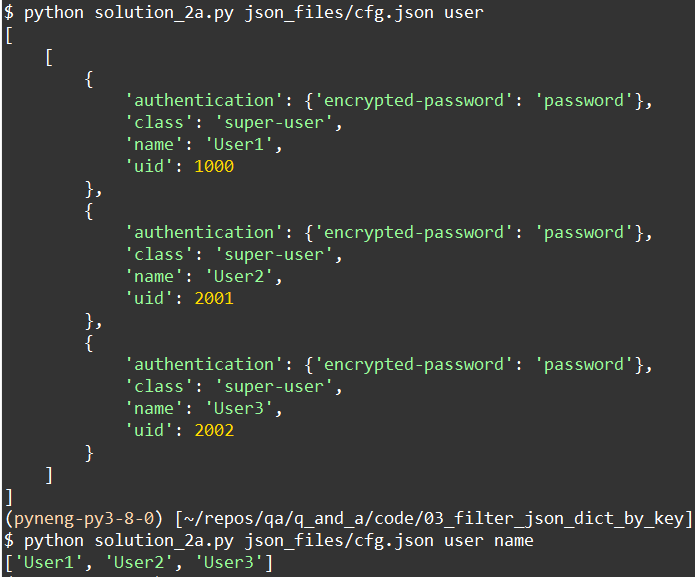 $ python solution_2a.py json_files/cfg.json user
[
    [
        {
            'authentication': {'encrypted-password': 'password'},
            'class': 'super-user',
            'name': 'User1',
            'uid': 1000
        },
        {
            'authentication': {'encrypted-password': 'password'},
            'class': 'super-user',
            'name': 'User2',
            'uid': 2001
        },
        {
            'authentication': {'encrypted-password': 'password'},
            'class': 'super-user',
            'name': 'User3',
            'uid': 2002
        }
    ]
]
(pyneng-py3-8-0) [~/repos/qa/q_and_a/code/03_filter_json_dict_by_key]
$ python solution_2a.py json_files/cfg.json user name
['User1', 'User2', 'User3']